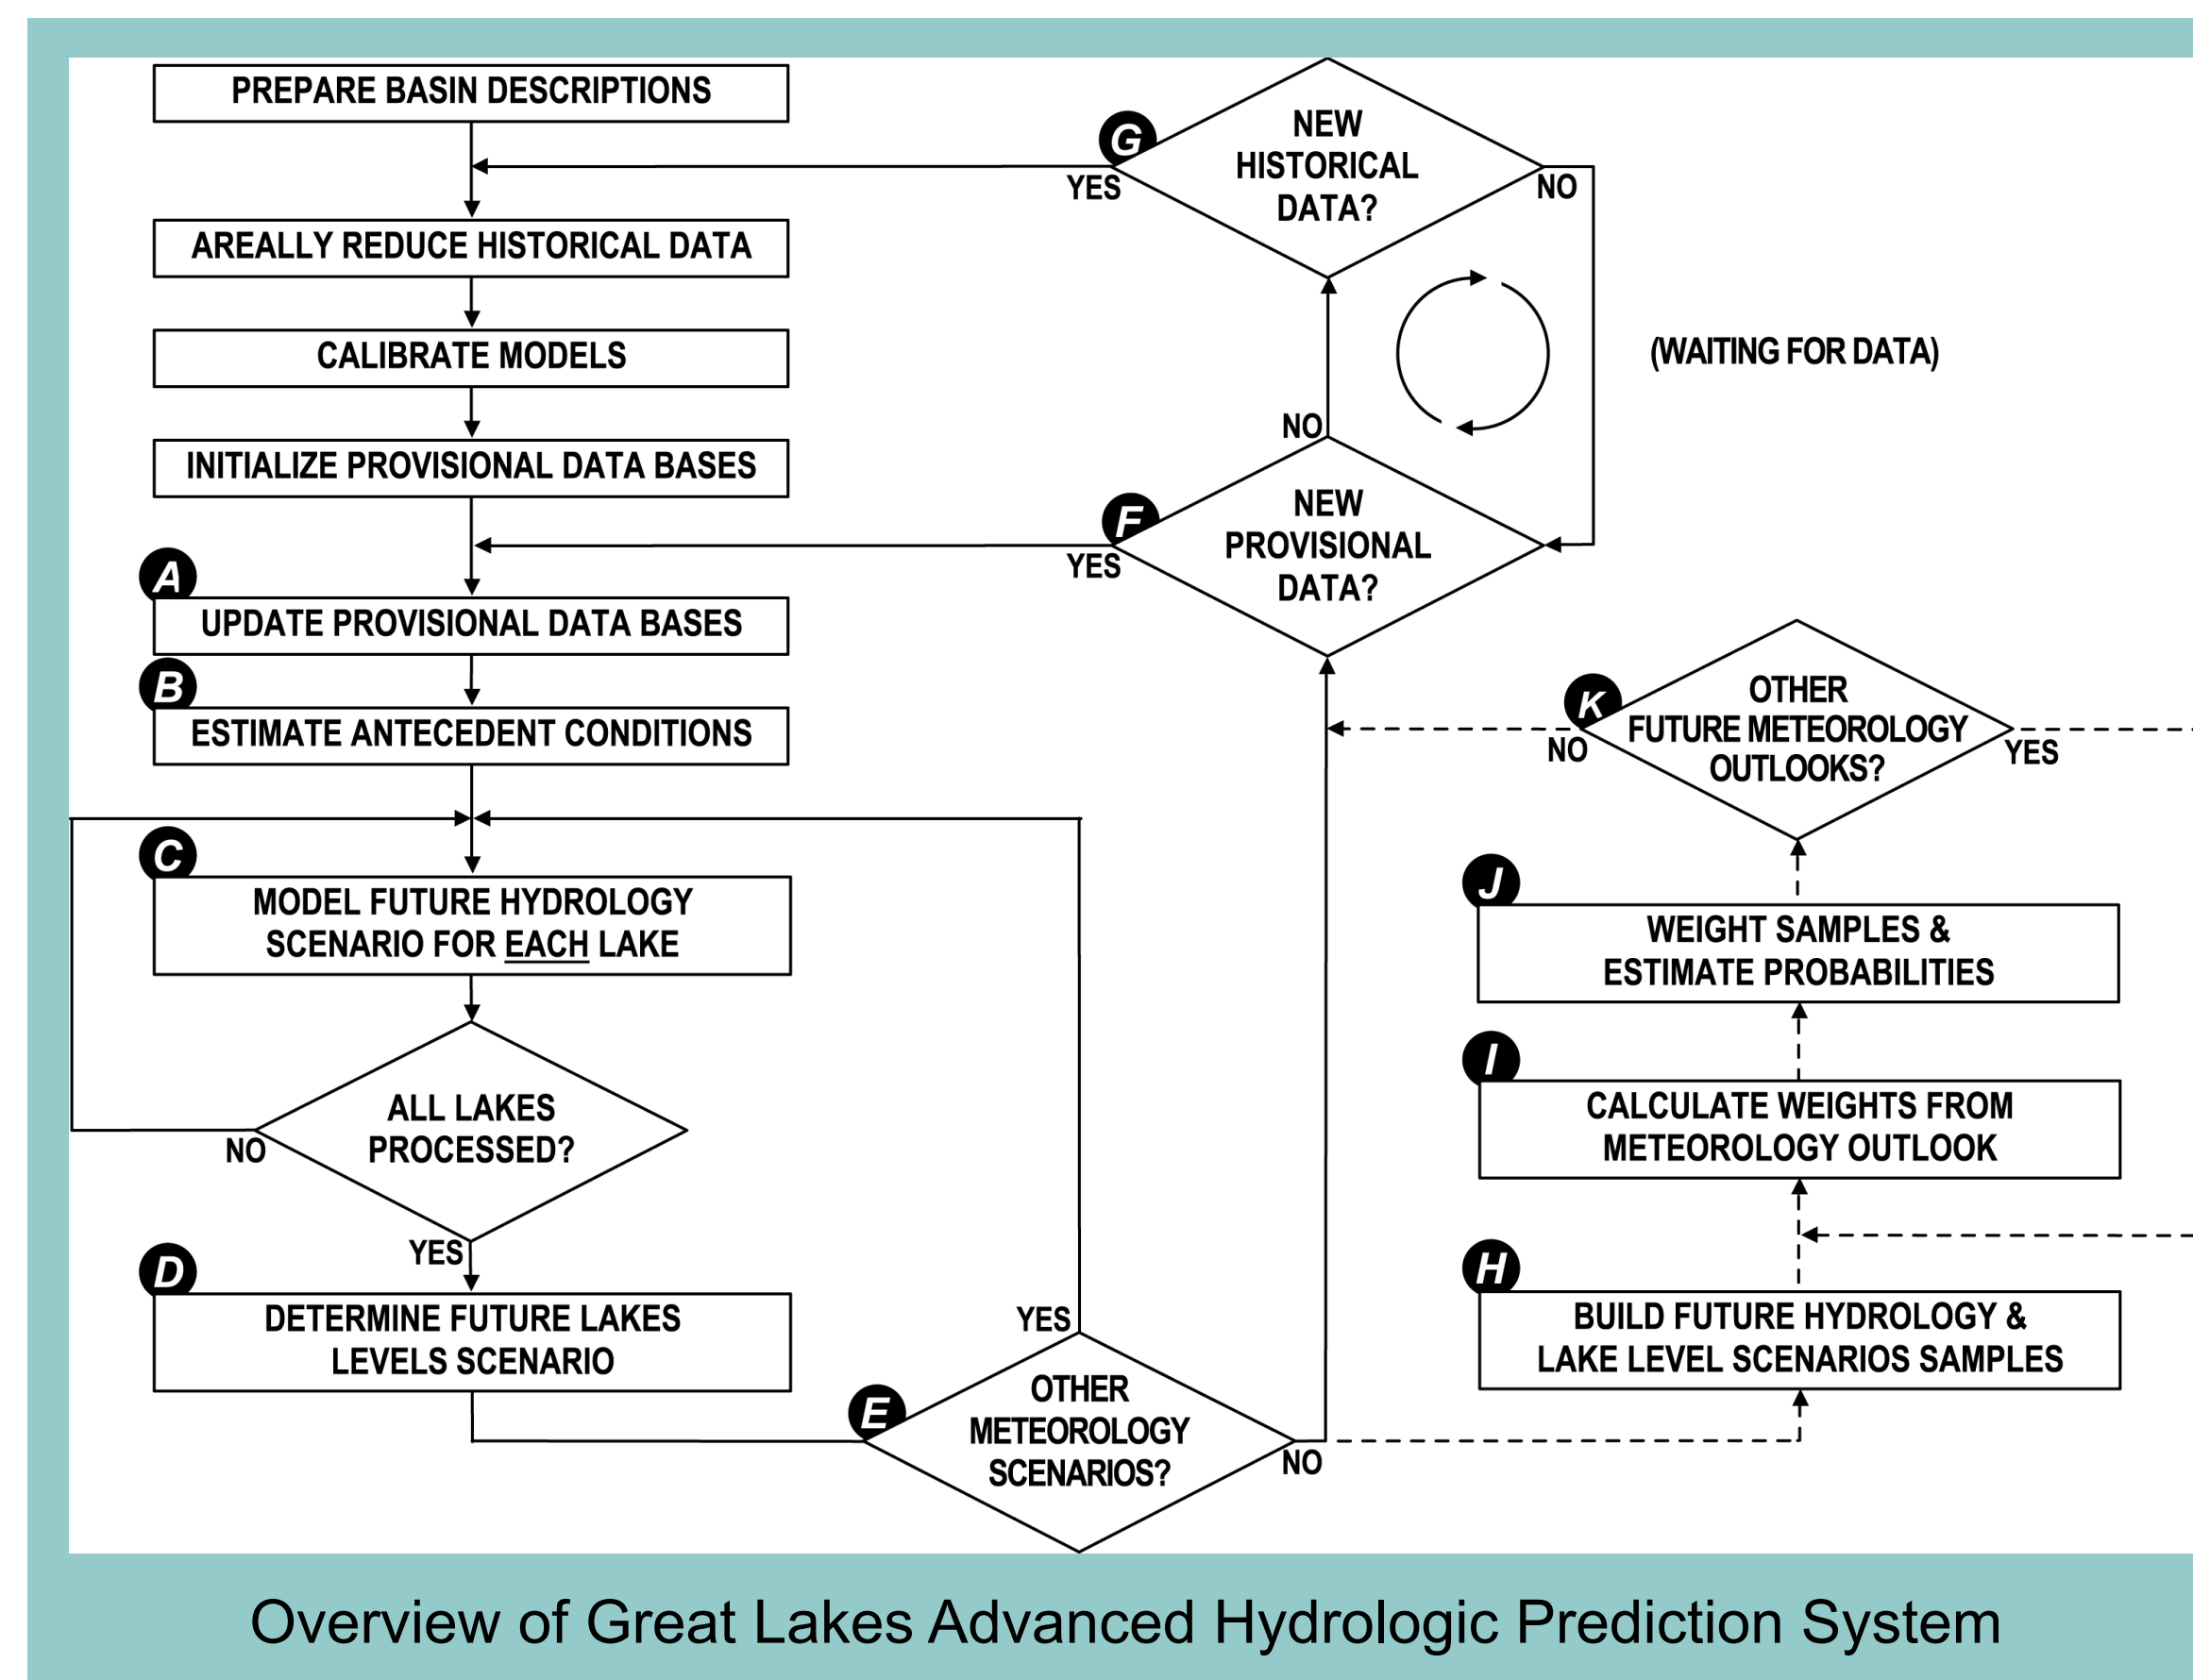 PREPARE BASIN DESCRIPTIONS
AREALLY REDUCE HISTORICAL DATA
CALIBRATE MODELS
INITIALIZE PROVISIONAL DATA BASES
A
UPDATE PROVISIONAL DATA BASES
B
ESTIMATE ANTECEDENT CONDITIONS
C
MODEL FUTURE HYDROLOGY
SCENARIO FOR EACH LAKE
ALL LAKES
PROCESSED?
NO
YES
D
DETERMINE FUTURE LAKES
LEVELS SCENARIO
E
OTHER
METEOROLOGY
SCENARIOS?
YES
NO
F
NEW
PROVISIONAL
DATA?
YES
NO
G
NEW
HISTORICAL
DATA?
YES
NO
(WAITING FOR DATA)
K
OTHER
FUTURE METEOROLOGY
OUTLOOKS?
NO
YES
J
WEIGHT SAMPLES &
ESTIMATE PROBABILITIES
I
CALCULATE WEIGHTS FROM
METEOROLOGY OUTLOOK
H
BUILD FUTURE HYDROLOGY &
LAKE LEVEL SCENARIOS SAMPLES
Overview of Great Lakes Advanced Hydrologic Prediction System